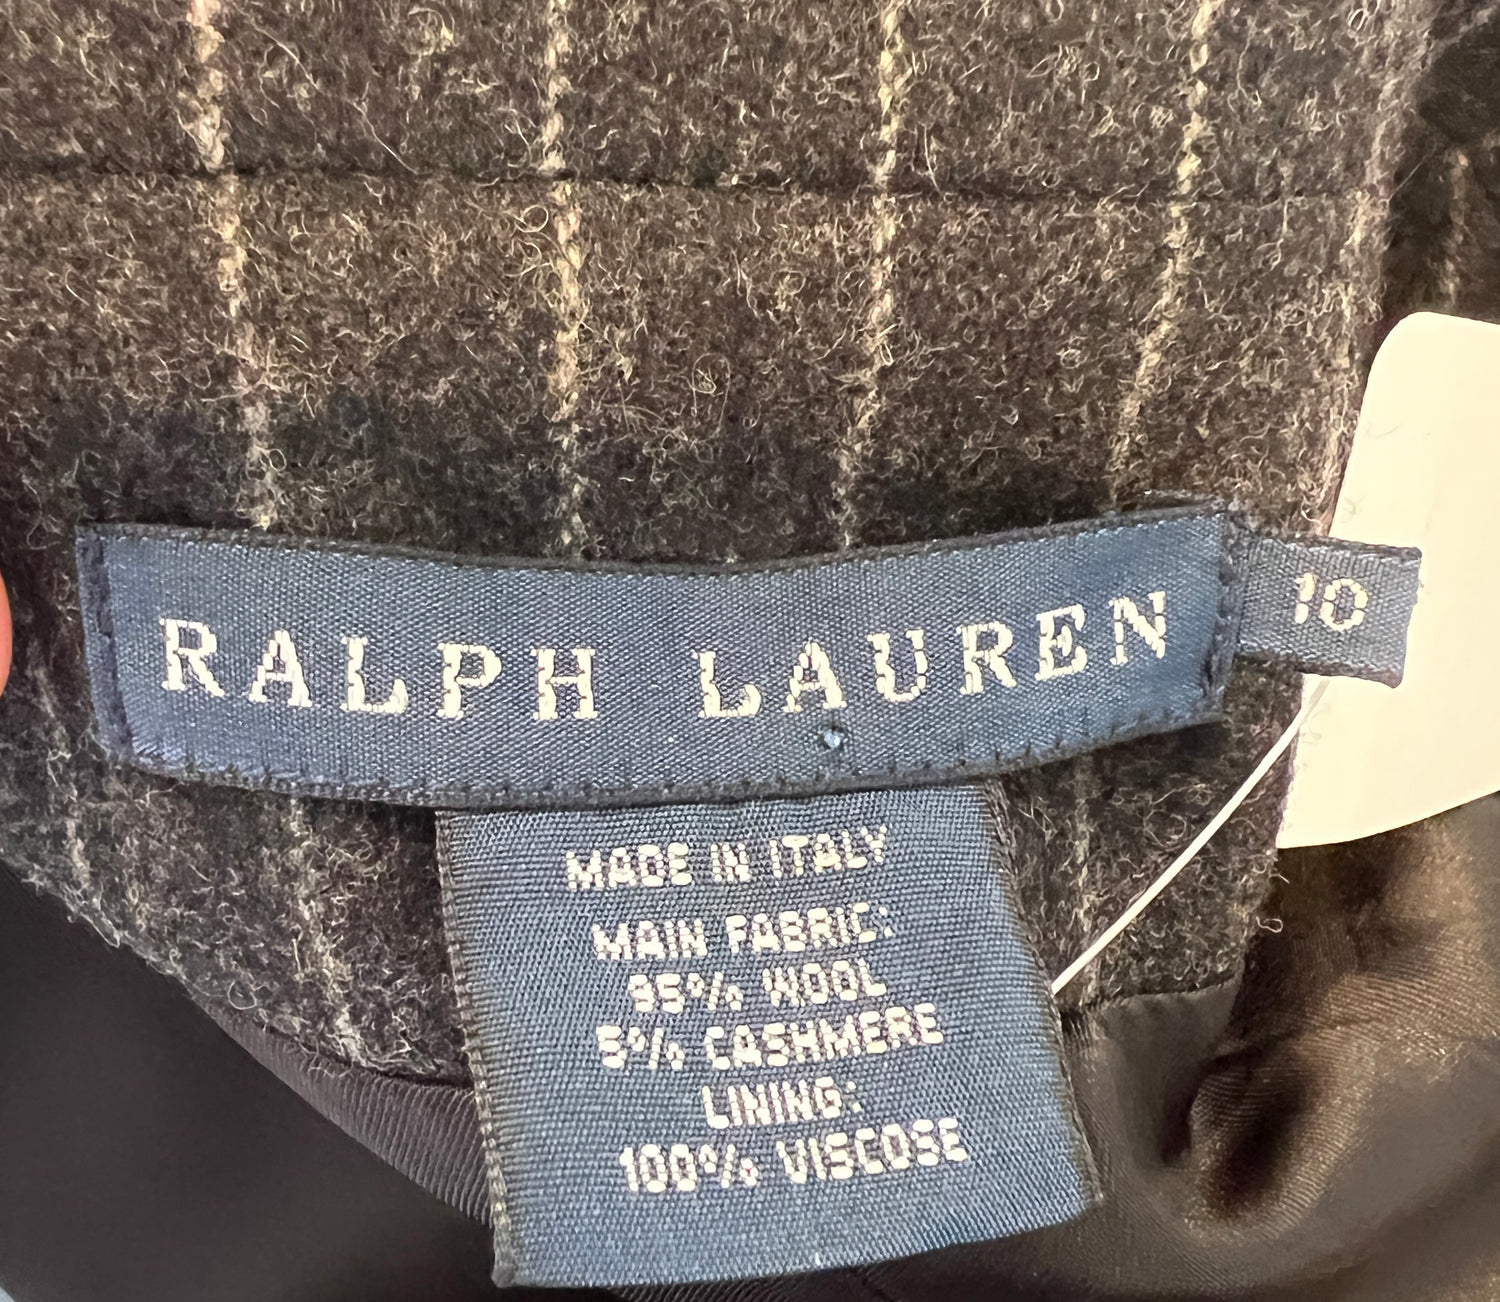 RALPH LAUREN
10
MADE IN ITALY
MAIN FABRIC:
95% WOOL
5% CASHMERE
LINING:
100% VISCOSE